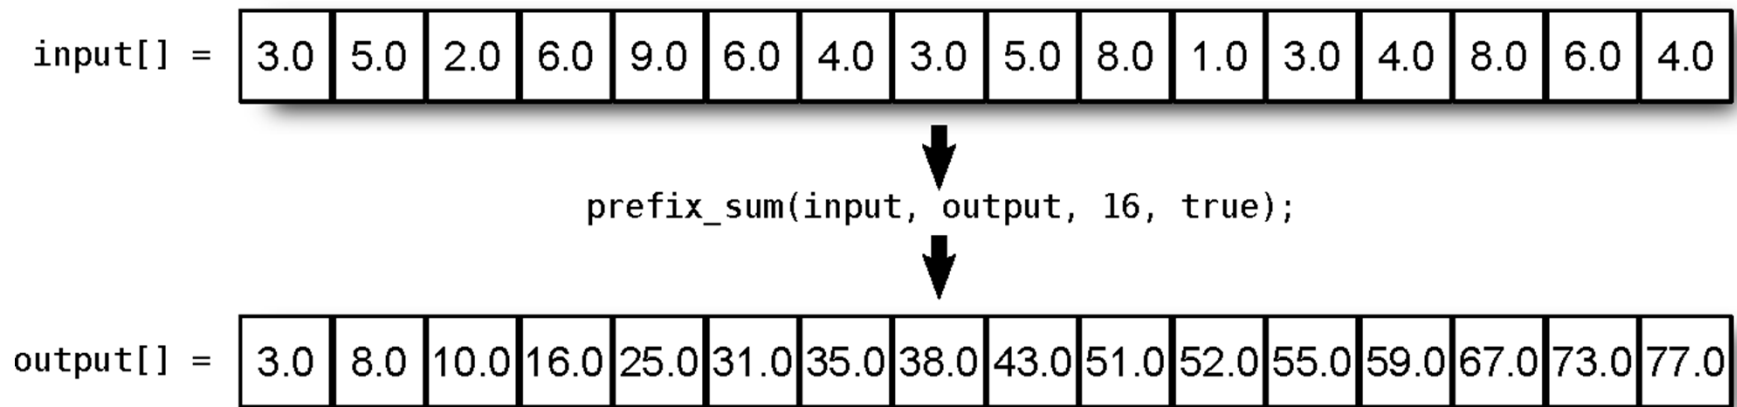 input[] = 3.0 5.0 2.0 6.0 9.0 6.0 4.0 3.0 5.0 8.0 1.0 3.0 4.0 8.0 6.0 4.0
prefix_sum(input, output, 16, true);
output[] = 3.0 8.0 10.0 16.0 25.0 31.0 35.0 38.0 43.0 51.0 52.0 55.0 59.0 67.0 73.0 77.0